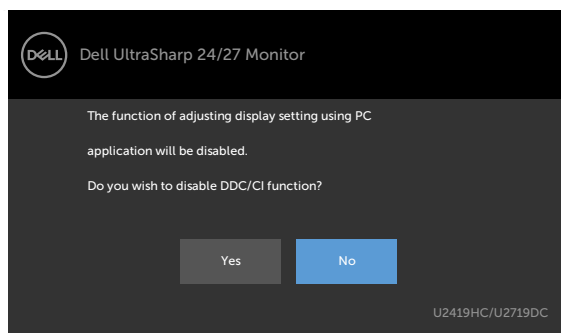 DELL
Dell UltraSharp 24/27 Monitor
The function of adjusting display setting using PC
application will be disabled.
Do you wish to disable DDC/CI function?
Yes No
U2419HC/U2719DC